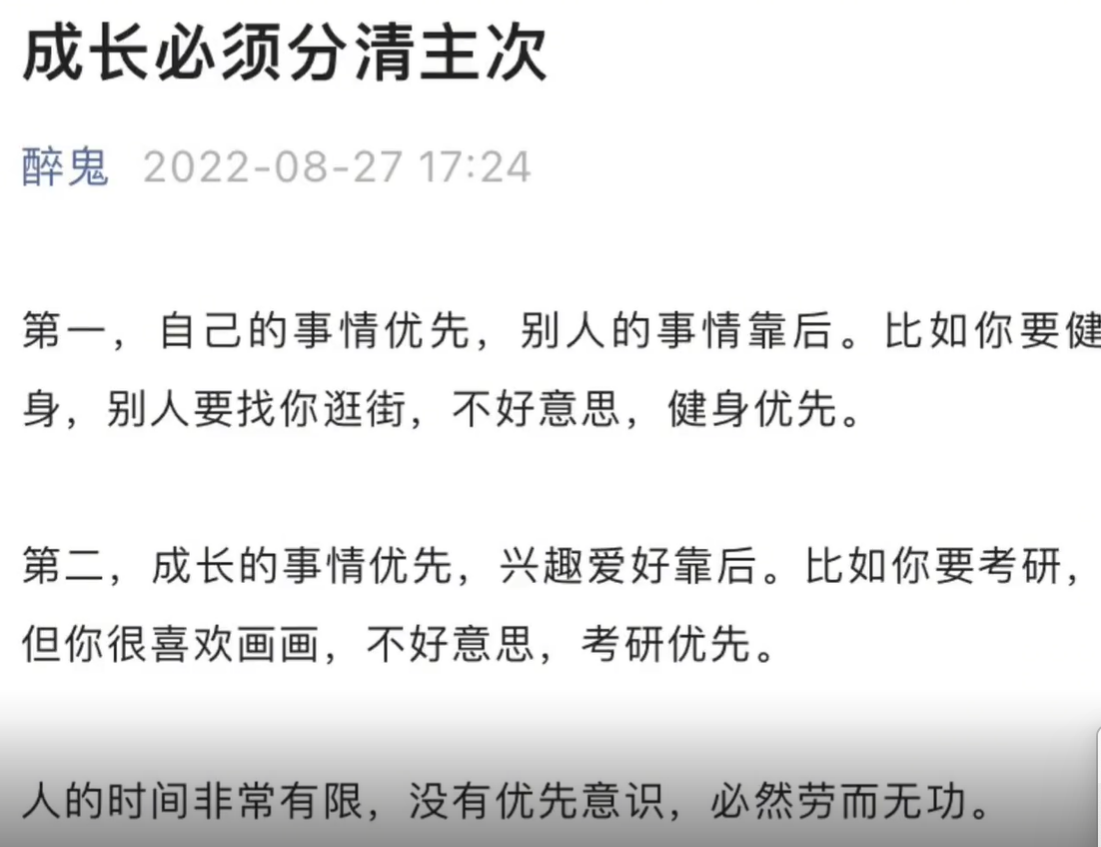 成长必须分清主次
醉鬼 2022-08-27 17:24
第一，自己的事情优先，别人的事情靠后。比如你要健
身，别人要找你逛街，不好意思，健身优先。
第二，成长的事情优先，兴趣爱好靠后。比如你要考研，
但你很喜欢画画，不好意思，考研优先。
人的时间非常有限，没有优先意识，必然劳而无功。